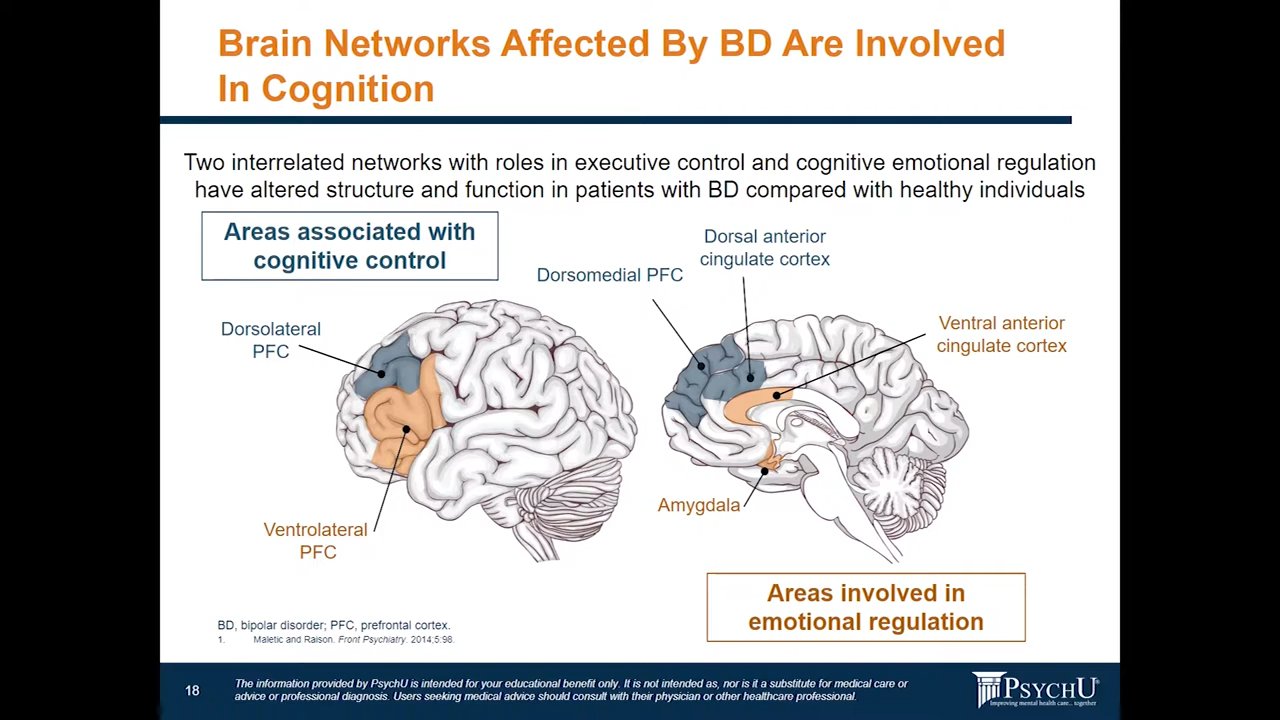 Brain Networks Affected By BD Are Involved
In Cognition
Two interrelated networks with roles in executive control and cognitive emotional regulation
have altered structure and function in patients with BD compared with healthy individuals
Areas associated with
cognitive control
Dorsal anterior
cingulate cortex
Dorsomedial PFC
Dorsolateral
PFC
Ventral anterior
cingulate cortex
Amygdala
Ventrolateral
PFC
Areas involved in
emotional regulation
BD, bipolar disorder; PFC, prefrontal cortex.
1. Maletic and Raison. Front Psychiatry. 2014;5:98.
18
The information provided by PsychU is intended for your educational benefit only. It is not intended as, nor is it a substitute for medical care or
advice or professional diagnosis. Users seeking medical advice should consult with their physician or other healthcare professional.
PSYCHU
Improving mental health care... together